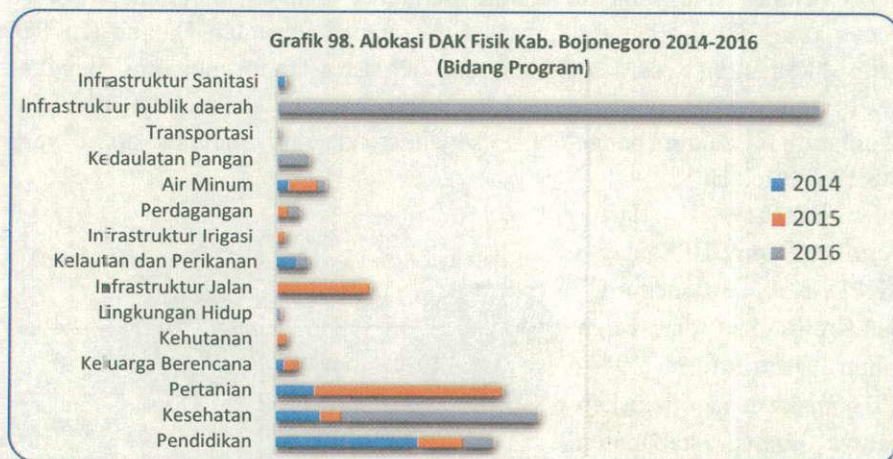 Grafik 98. Alokasi DAK Fisik Kab. Bojonegoro 2014-2016
(Bidang Program)
Infrastruktur Sanitasi
Infrastruktur publik daerah
Transportasi
Kedaulatan Pangan
Air Minum
Perdagangan
Infrastruktur Irigasi
Kelautan dan Perikanan
Infrastruktur Jalan
Lingkungan Hidup
Kehutanan
Keluarga Berencana
Pertanian
Kesehatan
Pendidikan
2014
2015
2016